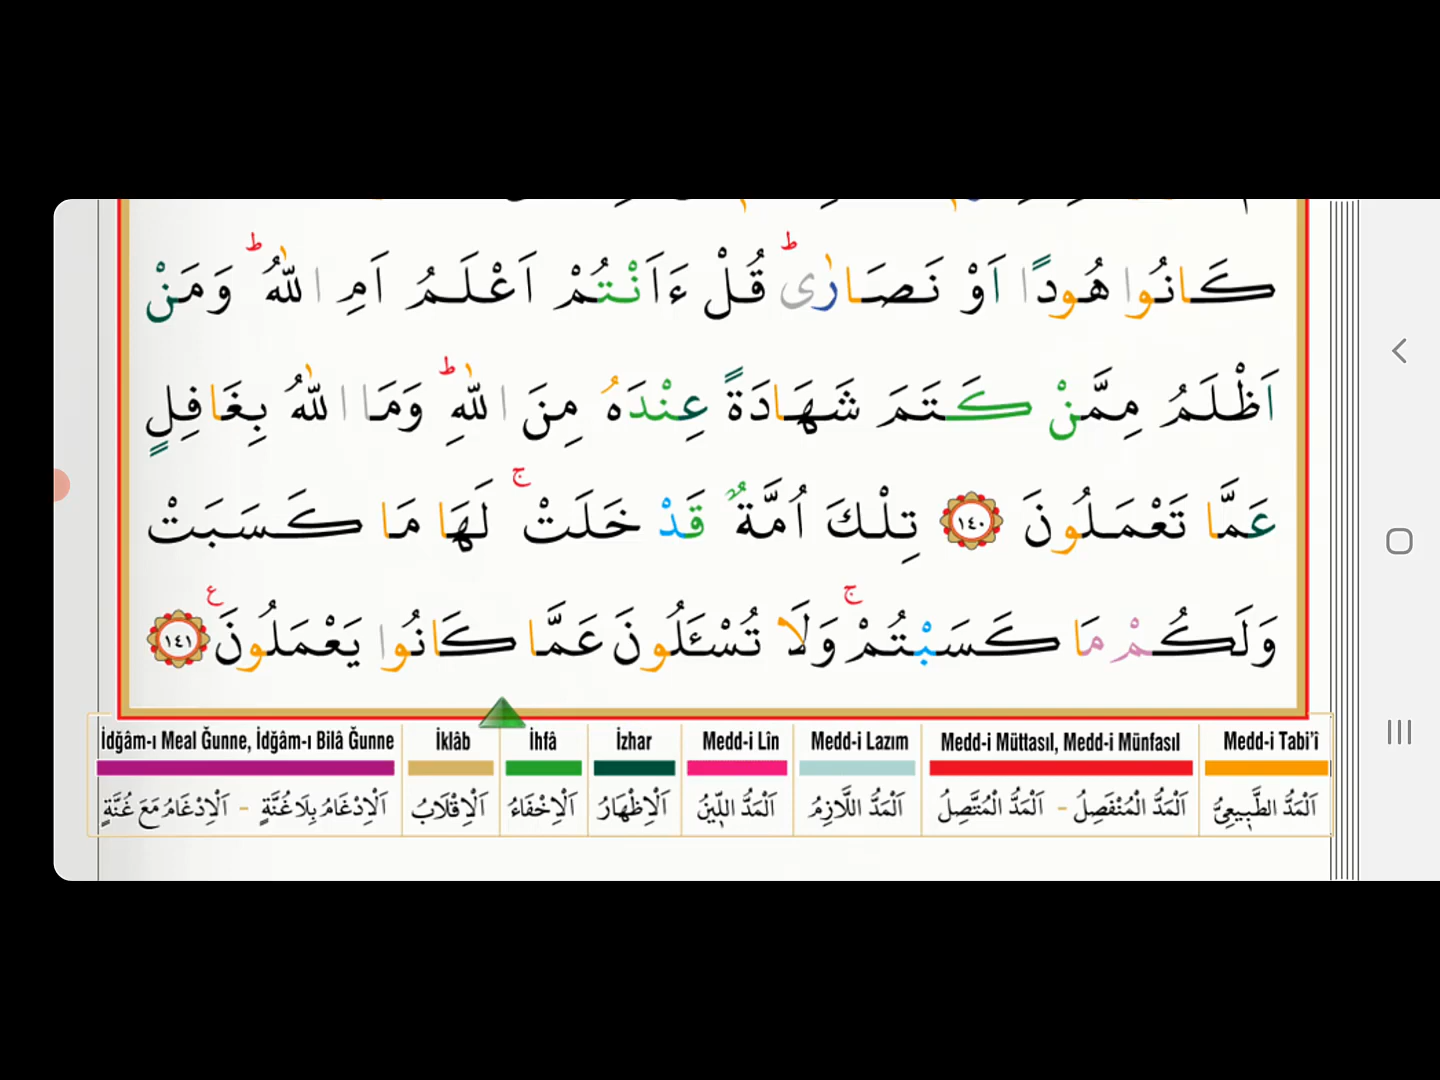 كَانُوا هُودًا اَوْ نَصَارٰى ۜ قُلْ ءَاَنْتُمْ اَعْلَمُ اَمِ اللّٰهُ ۜ وَمَنْ
اَظْلَمُ مِمَّنْ كَتَمَ شَهَادَةً عِنْدَهُ مِنَ اللّٰهِ ط وَمَا اللّٰهُ بِغَافِلٍ
عَمَّا تَعْمَلُونَ ﴿١٤٠﴾ تِلْكَ اُمَّةٌ قَدْ خَلَتْ ج لَهَا مَا كَسَبَتْ
وَلَكُمْ مَا كَسَبْتُمْ ج وَلَا تُسْئَلُونَ عَمَّا كَانُوا يَعْمَلُونَ ع ﴿١٤١﴾
İdğâm-ı Meal Ğunne, İdğâm-ı Bilâ Ğunne İklâb İhfâ İzhar Medd-i Lîn Medd-i Lazım Medd-i Müttasıl, Medd-i Münfasıl Medd-i Tabi'î
اَلْمَدُّ الطَّبِيعِىُّ اَلْمَدُّ الْمُنْفَصِلُ - اَلْمَدُّ الْمُتَّصِلُ اَلْمَدُّ اللَّازِمُ اَلْمَدُّ اللِّينُ اَلْاِظْهَارُ اَلْاِخْفَاءُ اَلْاِقْلَابُ اَلْاِدْغَامُ بِلَا غُنَّةٍ - اَلْاِدْغَامُ مَعَ غُنَّةٍ